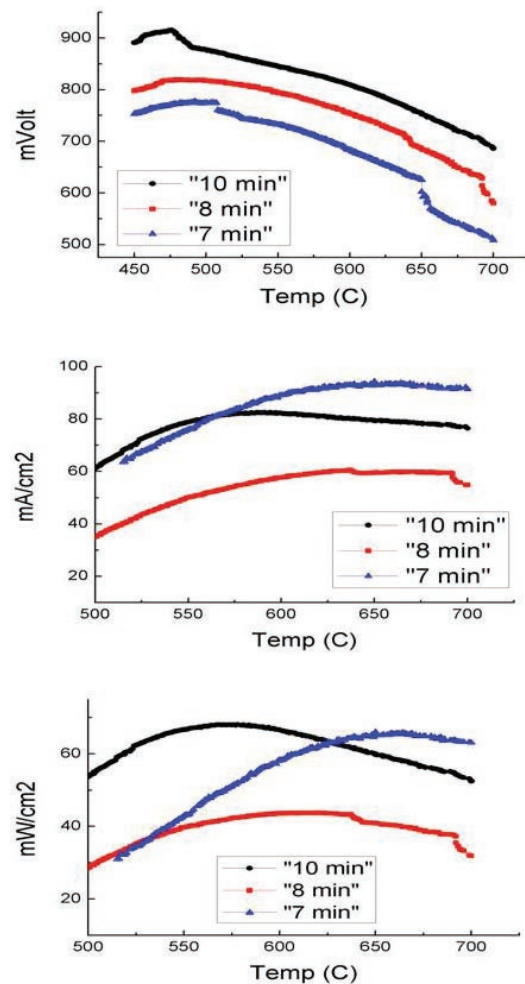 900
800
700
600
500
mVolt
"10 min"
"8 min"
"7 min"
450 500 550 600 650 700
Temp (C)
100
80
60
40
20
mA/cm2
"10 min"
"8 min"
"7 min"
500 550 600 650 700
Temp (C)
60
40
20
mW/cm2
"10 min"
"8 min"
"7 min"
500 550 600 650 700
Temp (C)